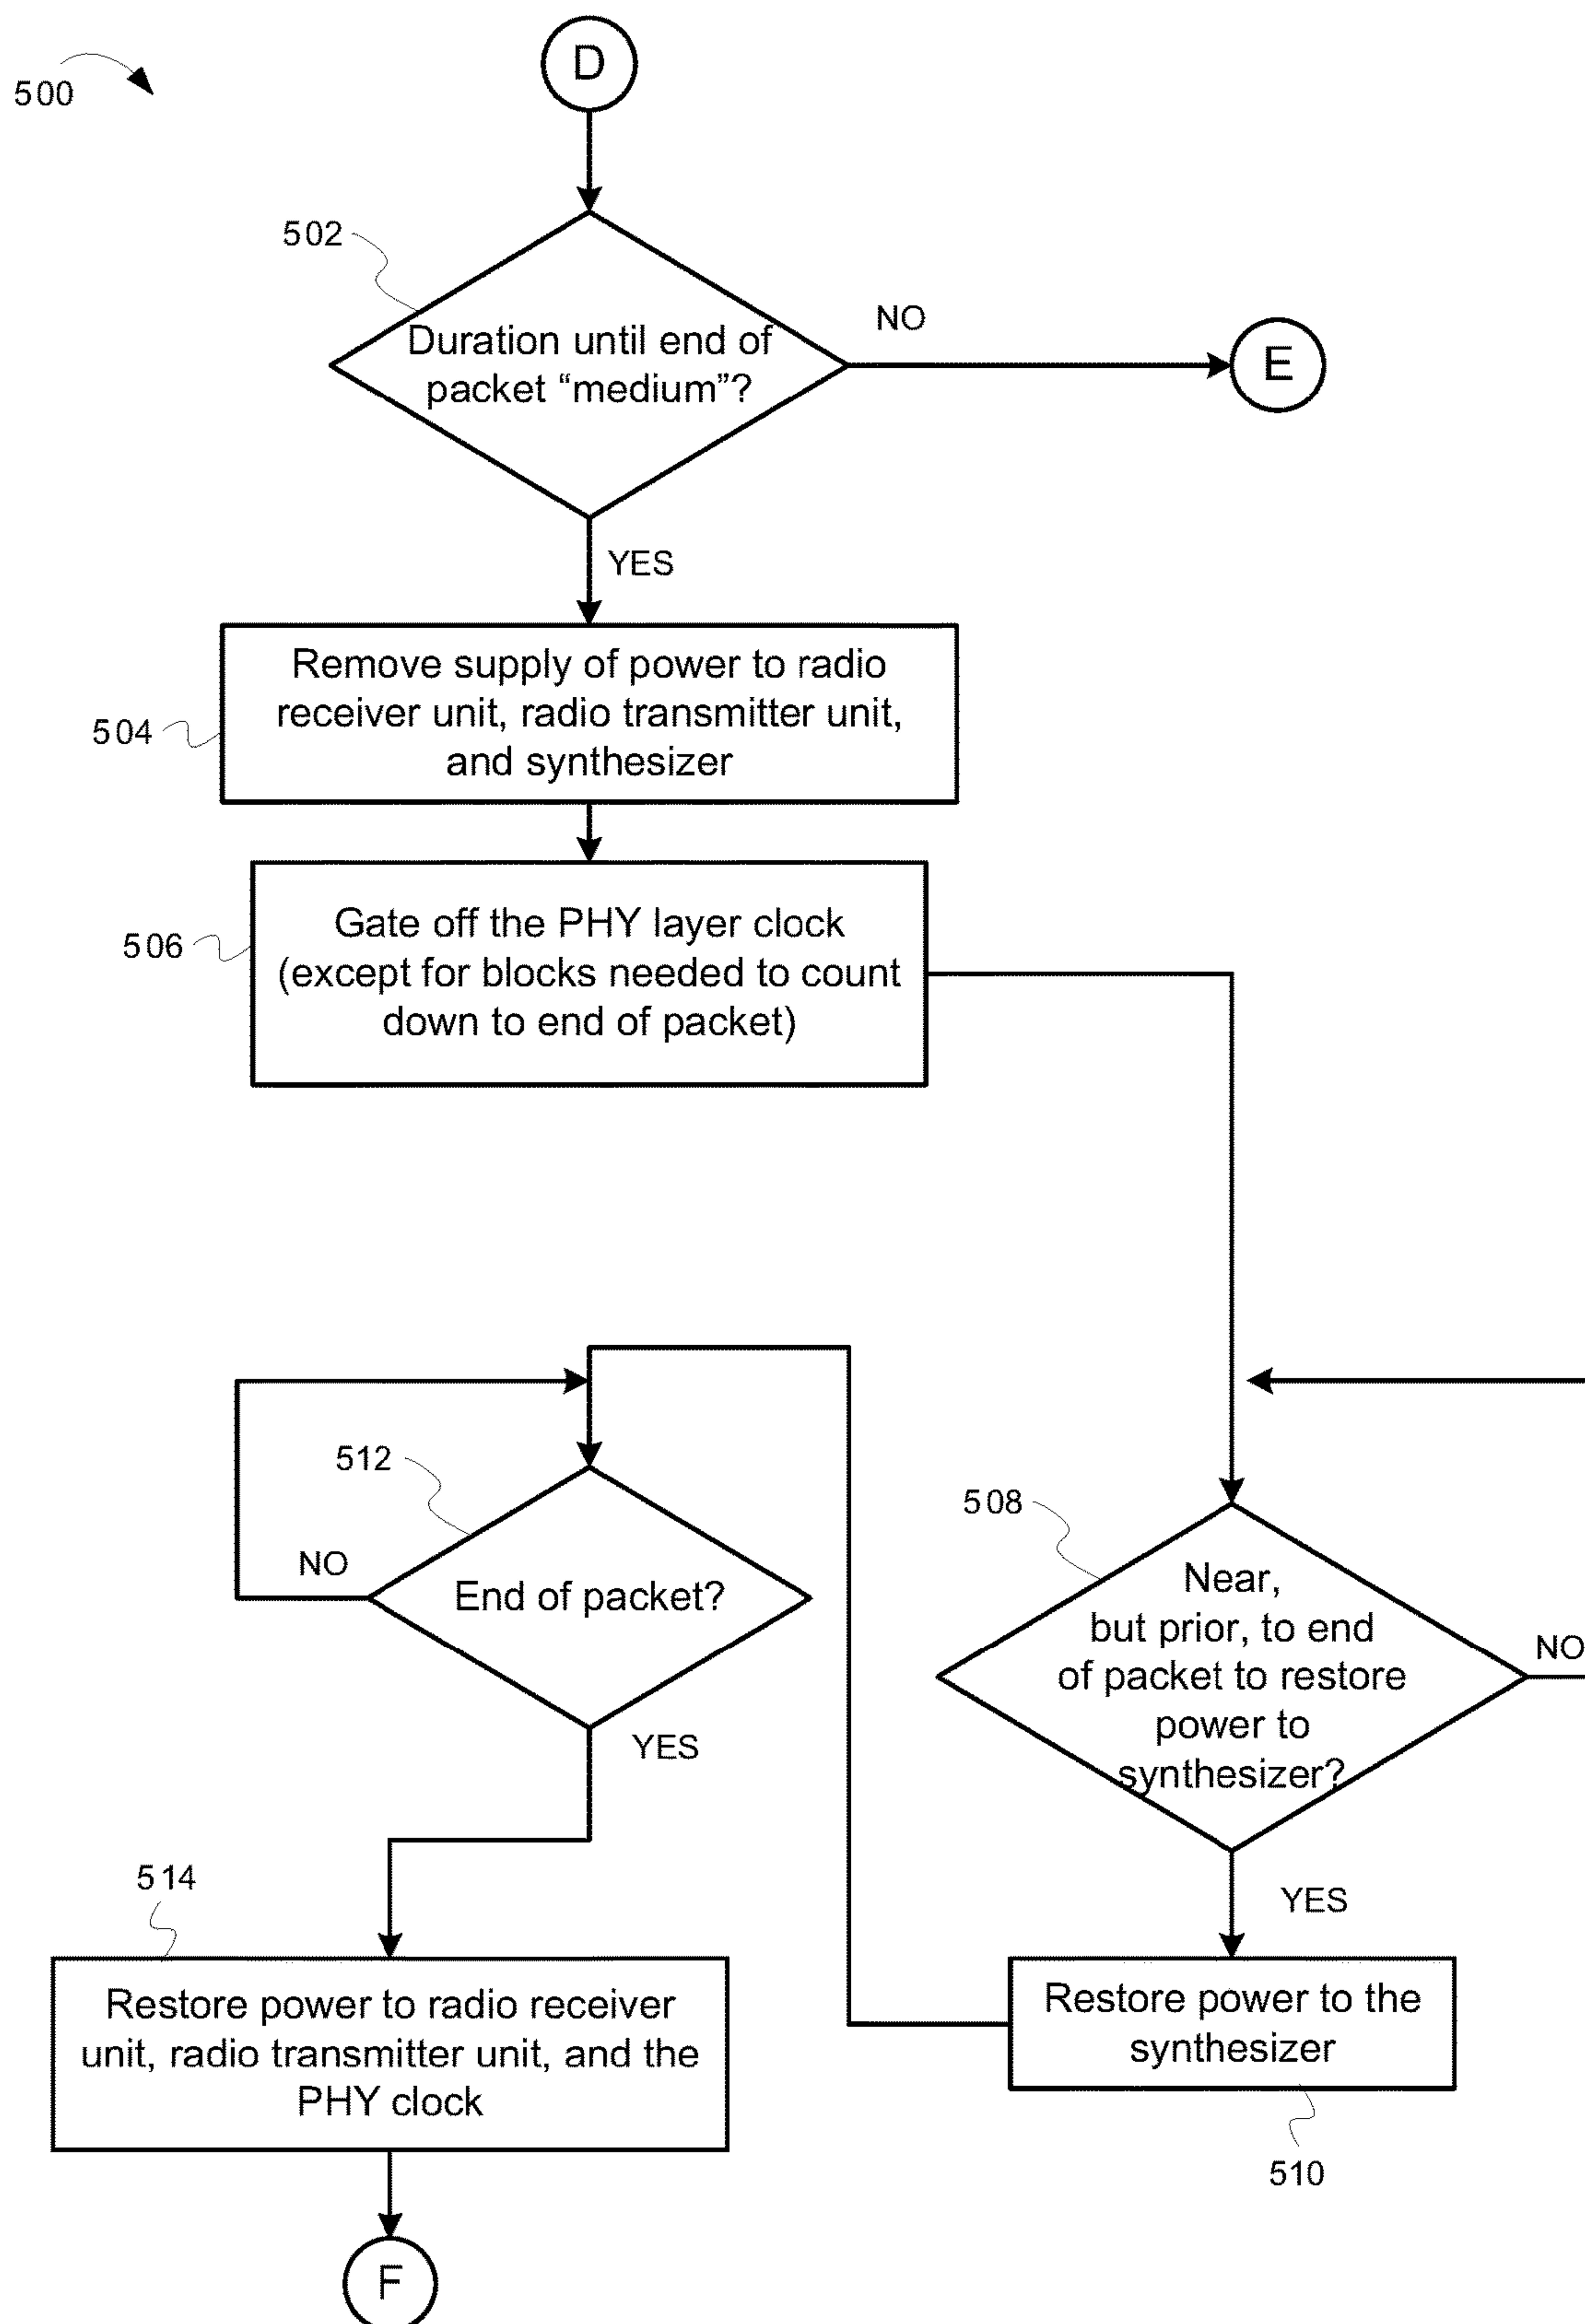 D
500
502
Duration until end of
packet “medium”?
NO
E
YES
504
Remove supply of power to radio
receiver unit, radio transmitter unit,
and synthesizer
506
Gate off the PHY layer clock
(except for blocks needed to count
down to end of packet)
512
NO
End of packet?
YES
508
Near,
but prior, to end
of packet to restore
power to
synthesizer?
NO
YES
514
Restore power to radio receiver
unit, radio transmitter unit, and the
PHY clock
Restore power to the
synthesizer
510
F